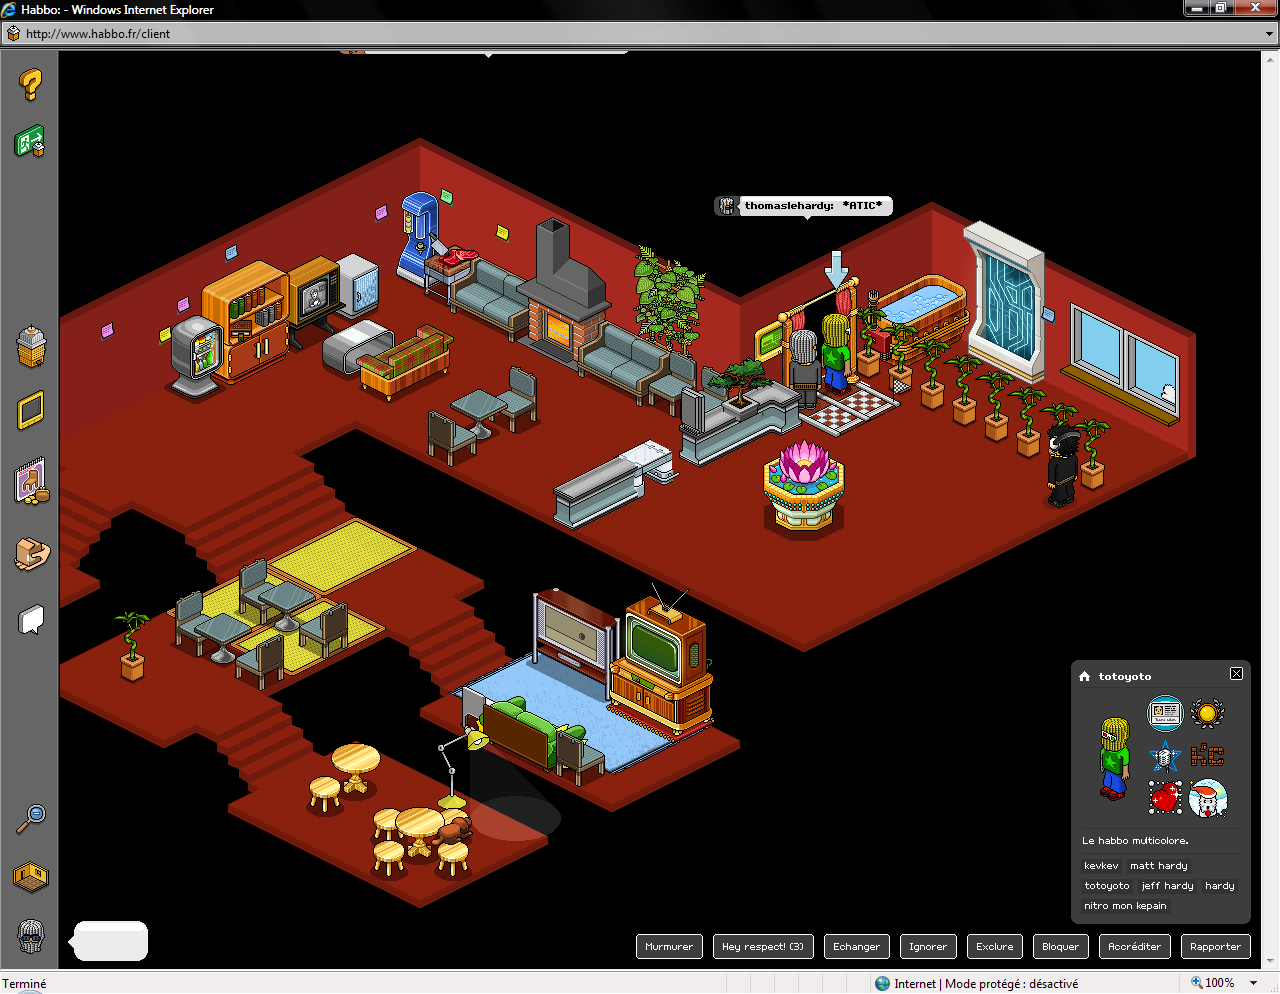 Habbo: - Windows Internet Explorer
http://www.habbo.fr/client
thomaslehardy: *ATIC*
totoyoto
Le habbo multicolore.
kevkev matt hardy
totoyoto jeff hardy hardy
nitro mon kepain
Murmurer Hey respect! (3) Echanger Ignorer Exclure Bloquer Accréditer Rapporter
Terminé Internet | Mode protégé : désactivé 100%